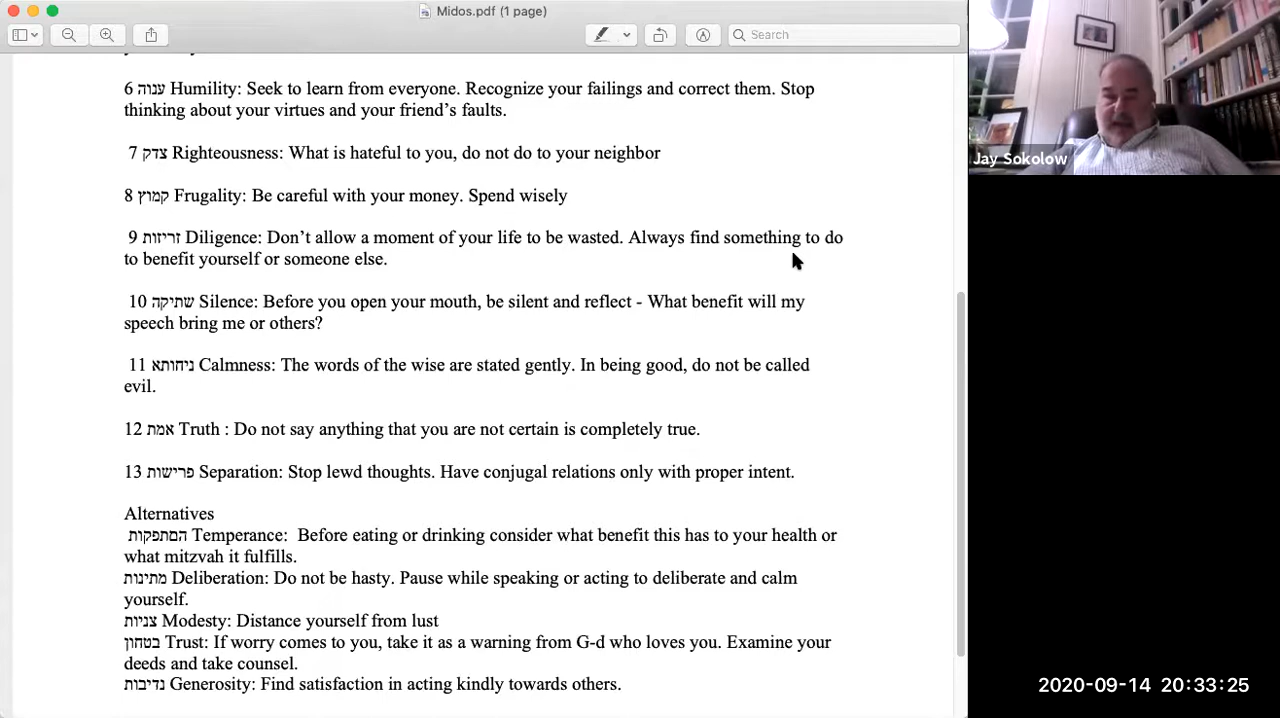 Midos.pdf (1 page)
Search
6 ענוה Humility: Seek to learn from everyone. Recognize your failings and correct them. Stop
thinking about your virtues and your friend’s faults.
7 צדק Righteousness: What is hateful to you, do not do to your neighbor
8 קמוץ Frugality: Be careful with your money. Spend wisely
9 זריזות Diligence: Don’t allow a moment of your life to be wasted. Always find something to do
to benefit yourself or someone else.
10 שתיקה Silence: Before you open your mouth, be silent and reflect - What benefit will my
speech bring me or others?
11 ניחותא Calmness: The words of the wise are stated gently. In being good, do not be called
evil.
12 אמת Truth : Do not say anything that you are not certain is completely true.
13 פרישות Separation: Stop lewd thoughts. Have conjugal relations only with proper intent.
Alternatives
הםתפקות Temperance:  Before eating or drinking consider what benefit this has to your health or
what mitzvah it fulfills.
מתינות Deliberation: Do not be hasty. Pause while speaking or acting to deliberate and calm
yourself.
צניות Modesty: Distance yourself from lust
בטחון Trust: If worry comes to you, take it as a warning from G-d who loves you. Examine your
deeds and take counsel.
נדיבות Generosity: Find satisfaction in acting kindly towards others.
Jay Sokolow
2020-09-14 20:33:25